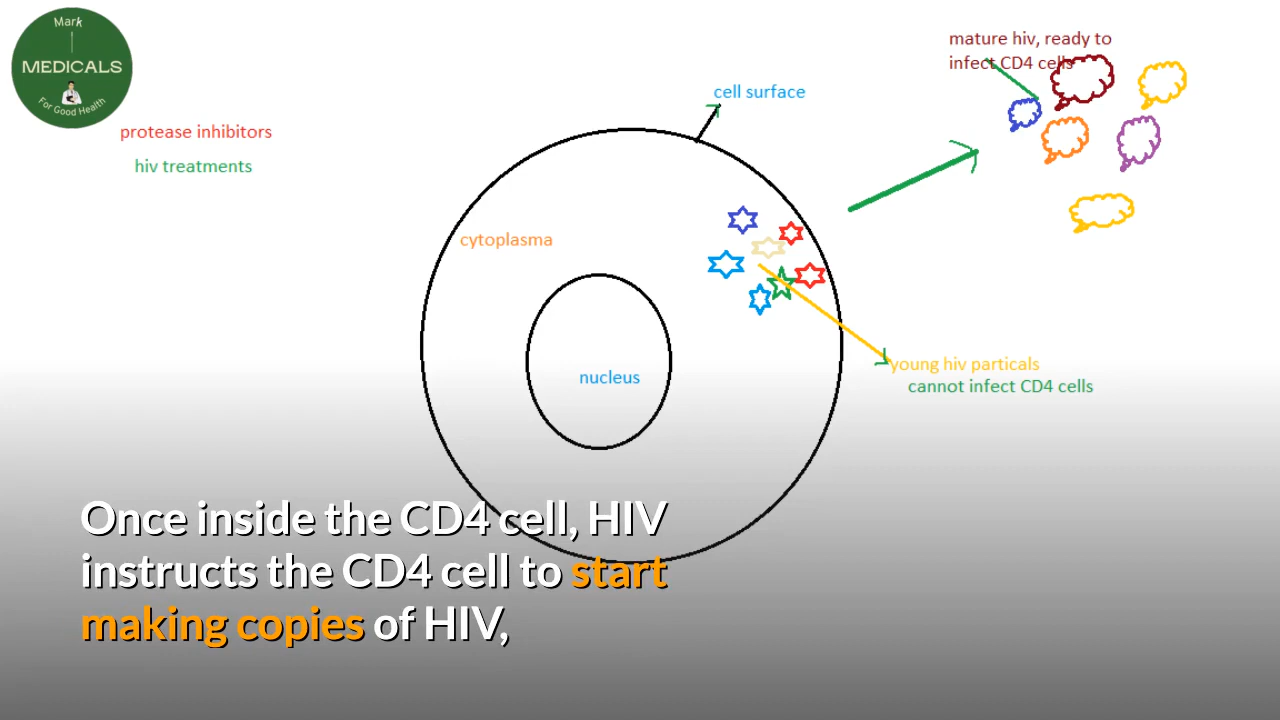 Mark
MEDICALS
For Good Health
protease inhibitors
hiv treatments
cell surface
mature hiv, ready to
infect CD4 cells
cytoplasma
nucleus
young hiv particals
cannot infect CD4 cells
Once inside the CD4 cell, HIV
instructs the CD4 cell to start
making copies of HIV,